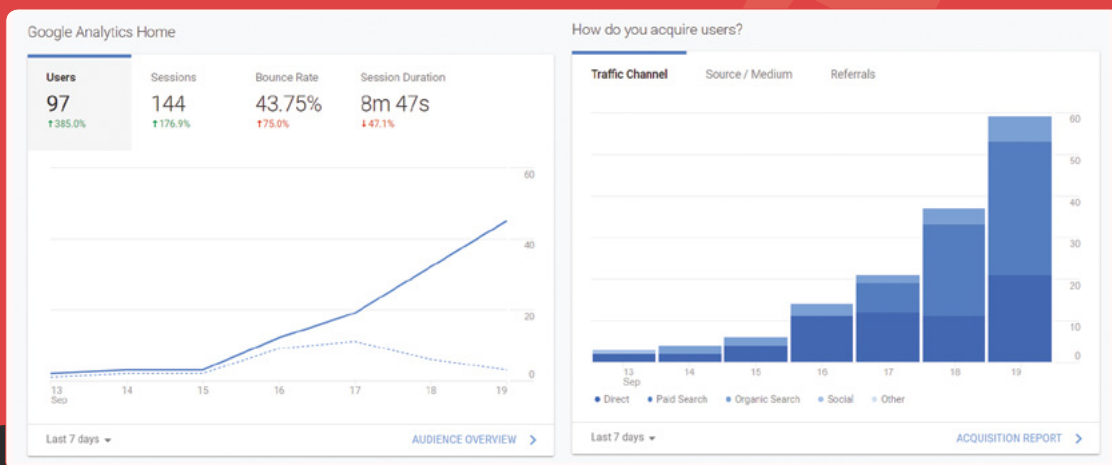 Google Analytics Home
Users
97
↑385.0%
Sessions
144
↑176.9%
Bounce Rate
43.75%
↑75.0%
Session Duration
8m 47s
↓47.1%
60
40
20
0
13
Sep
14
15
16
17
18
19
Last 7 days
AUDIENCE OVERVIEW
How do you acquire users?
Traffic Channel
Source / Medium
Referrals
60
50
40
30
20
10
0
13
Sep
14
15
16
17
18
19
Direct
Paid Search
Organic Search
Social
Other
Last 7 days
ACQUISITION REPORT